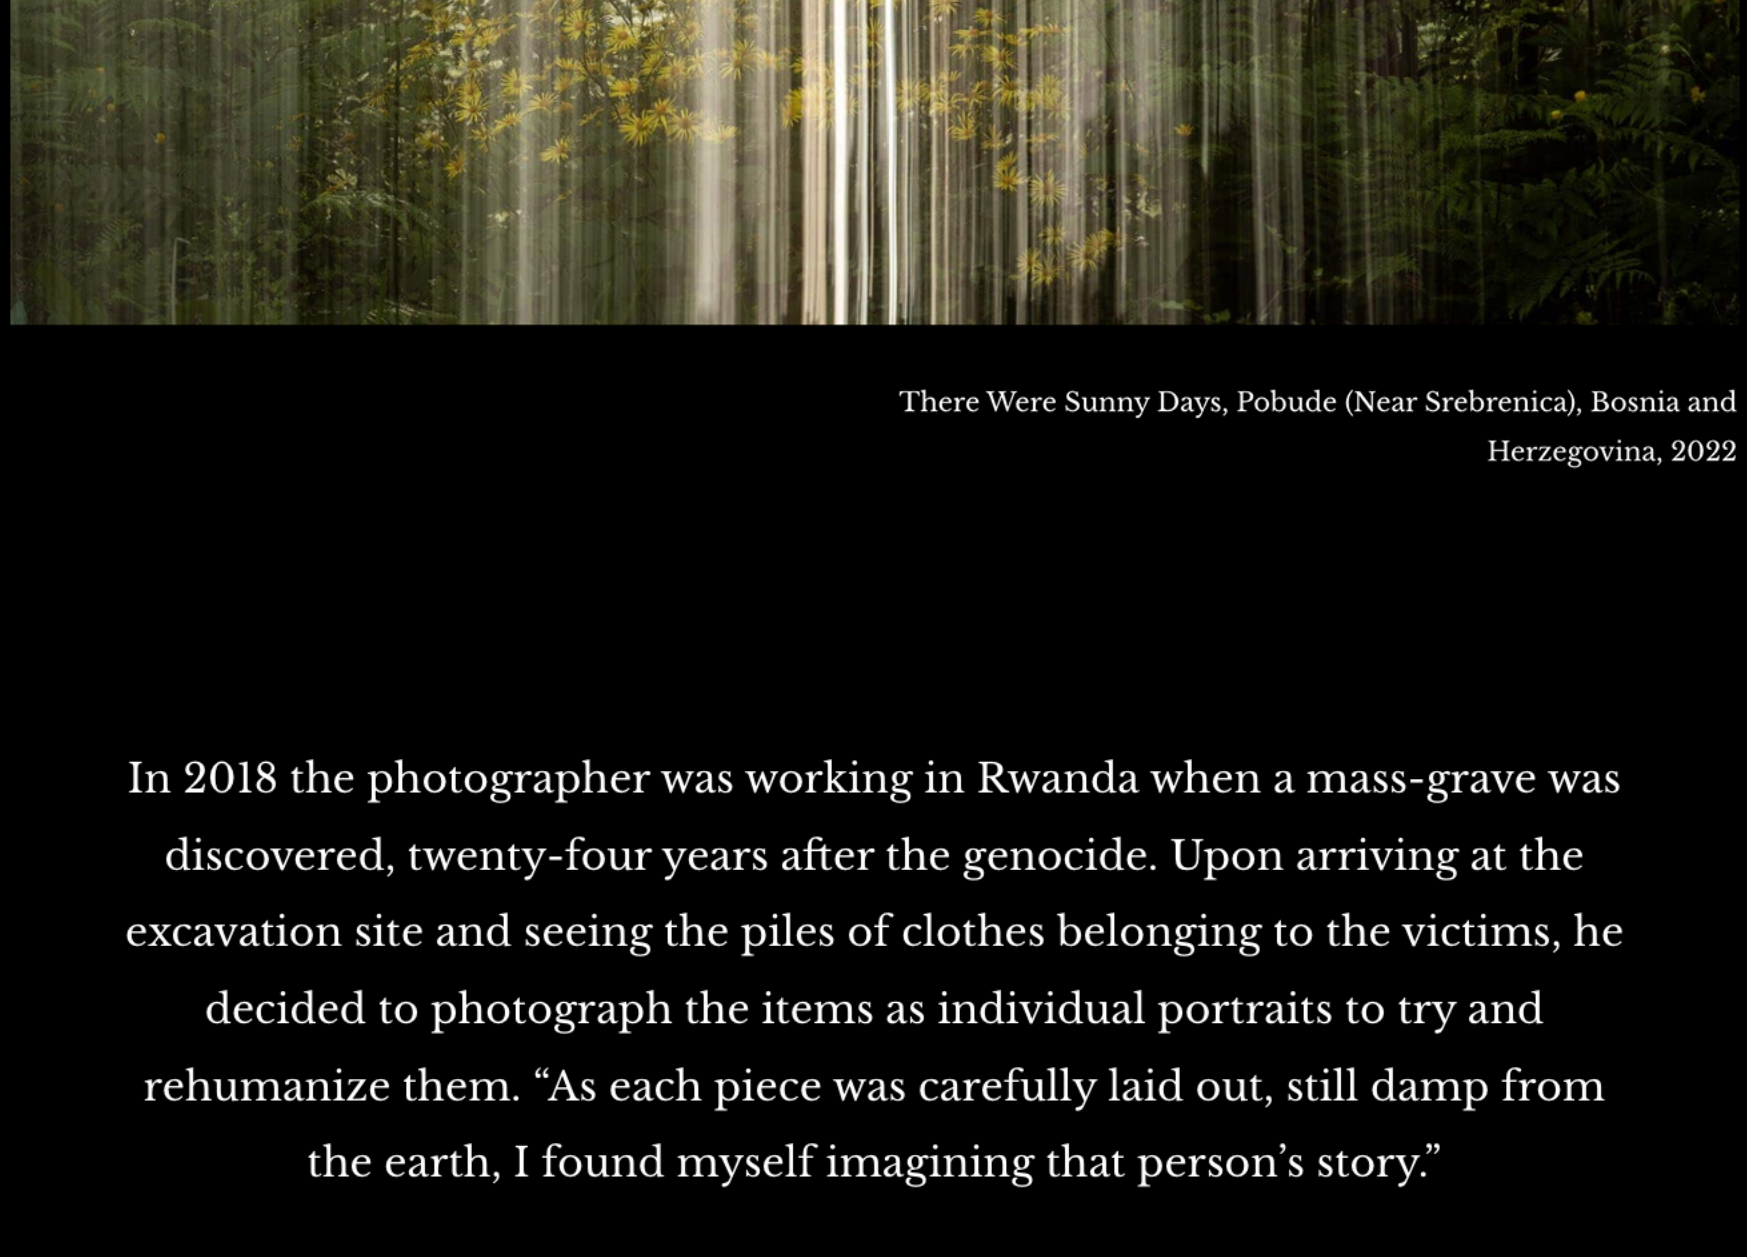 There Were Sunny Days, Pobude (Near Srebrenica), Bosnia and
Herzegovina, 2022
In 2018 the photographer was working in Rwanda when a mass-grave was
discovered, twenty-four years after the genocide. Upon arriving at the
excavation site and seeing the piles of clothes belonging to the victims, he
decided to photograph the items as individual portraits to try and
rehumanize them. “As each piece was carefully laid out, still damp from
the earth, I found myself imagining that person’s story.”